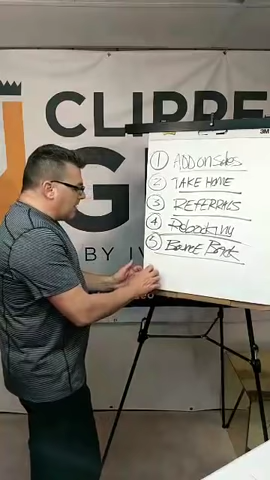 CLIPPE
G
BY IV
3M
1 ADD ON Sales
2 TAKE HOME
3 REFERRALS
4 Rebooking
5 Bounce Back